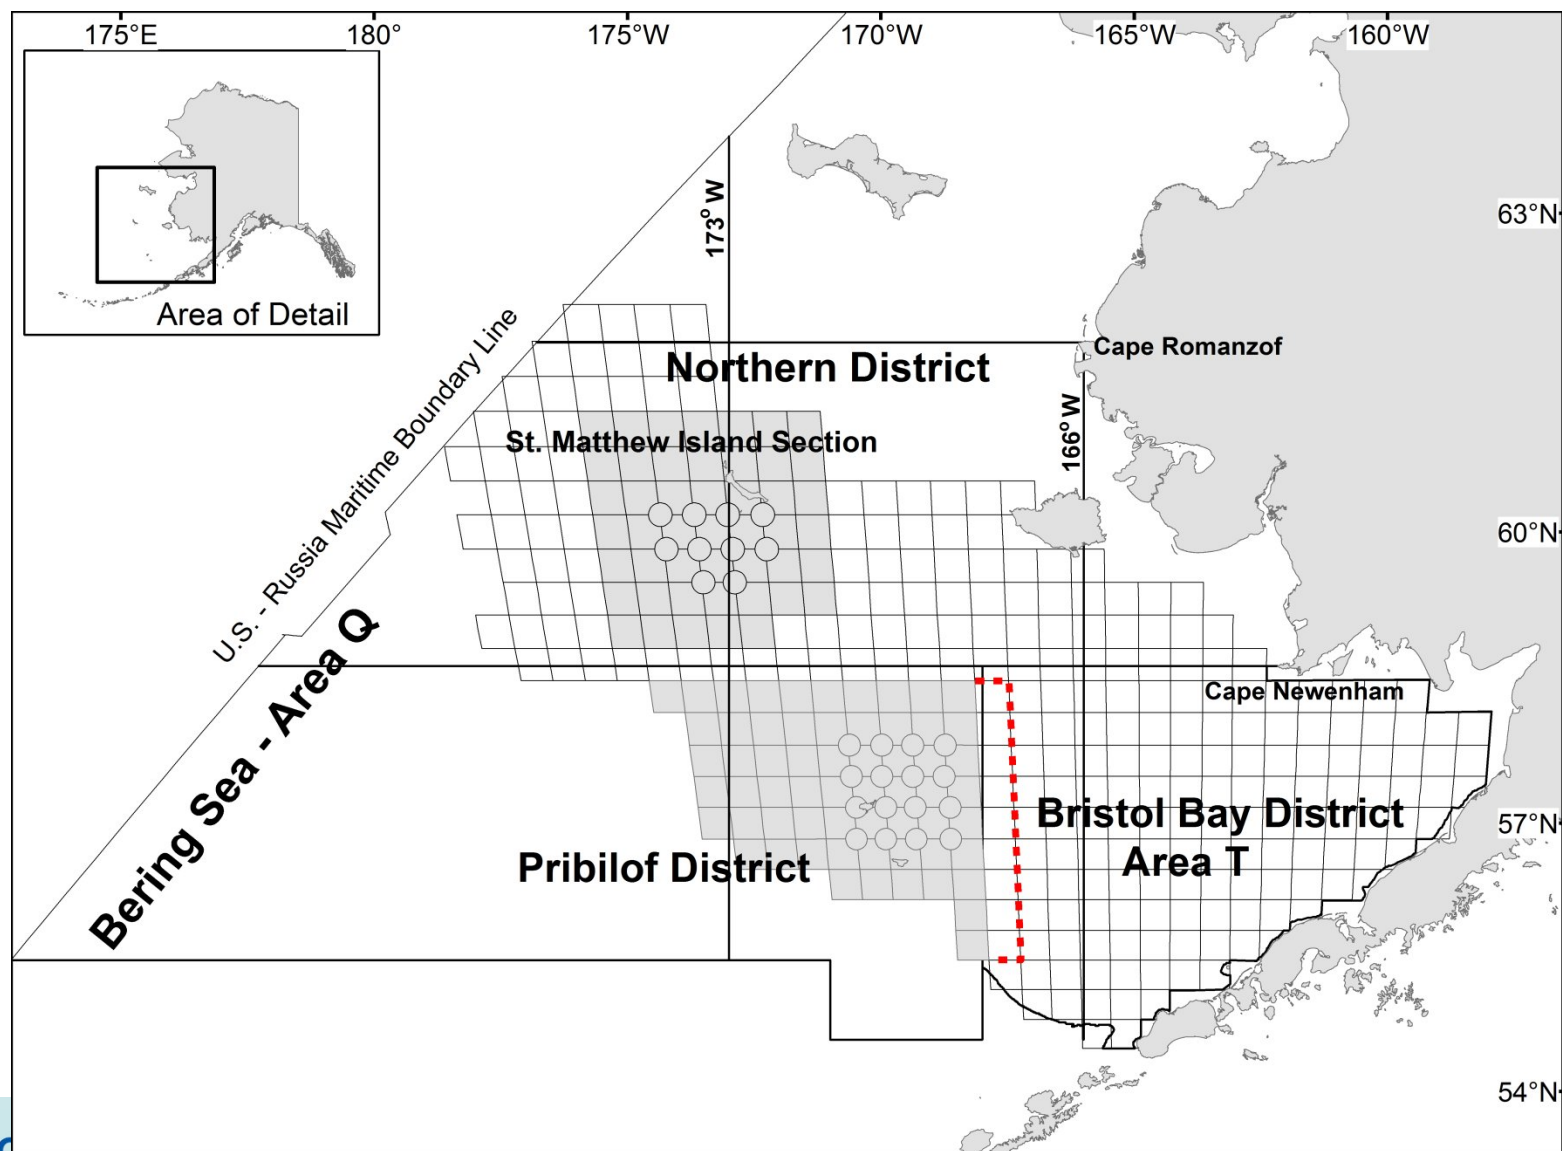 175°E
180°
175°W
170°W
165°W
160°W
Area of Detail
63°N
173° W
U.S. - Russia Maritime Boundary Line
Northern District
Cape Romanzof
166° W
St. Matthew Island Section
60°N
Bering Sea - Area Q
Cape Newenham
Bristol Bay District
Area T
57°N
Pribilof District
54°N